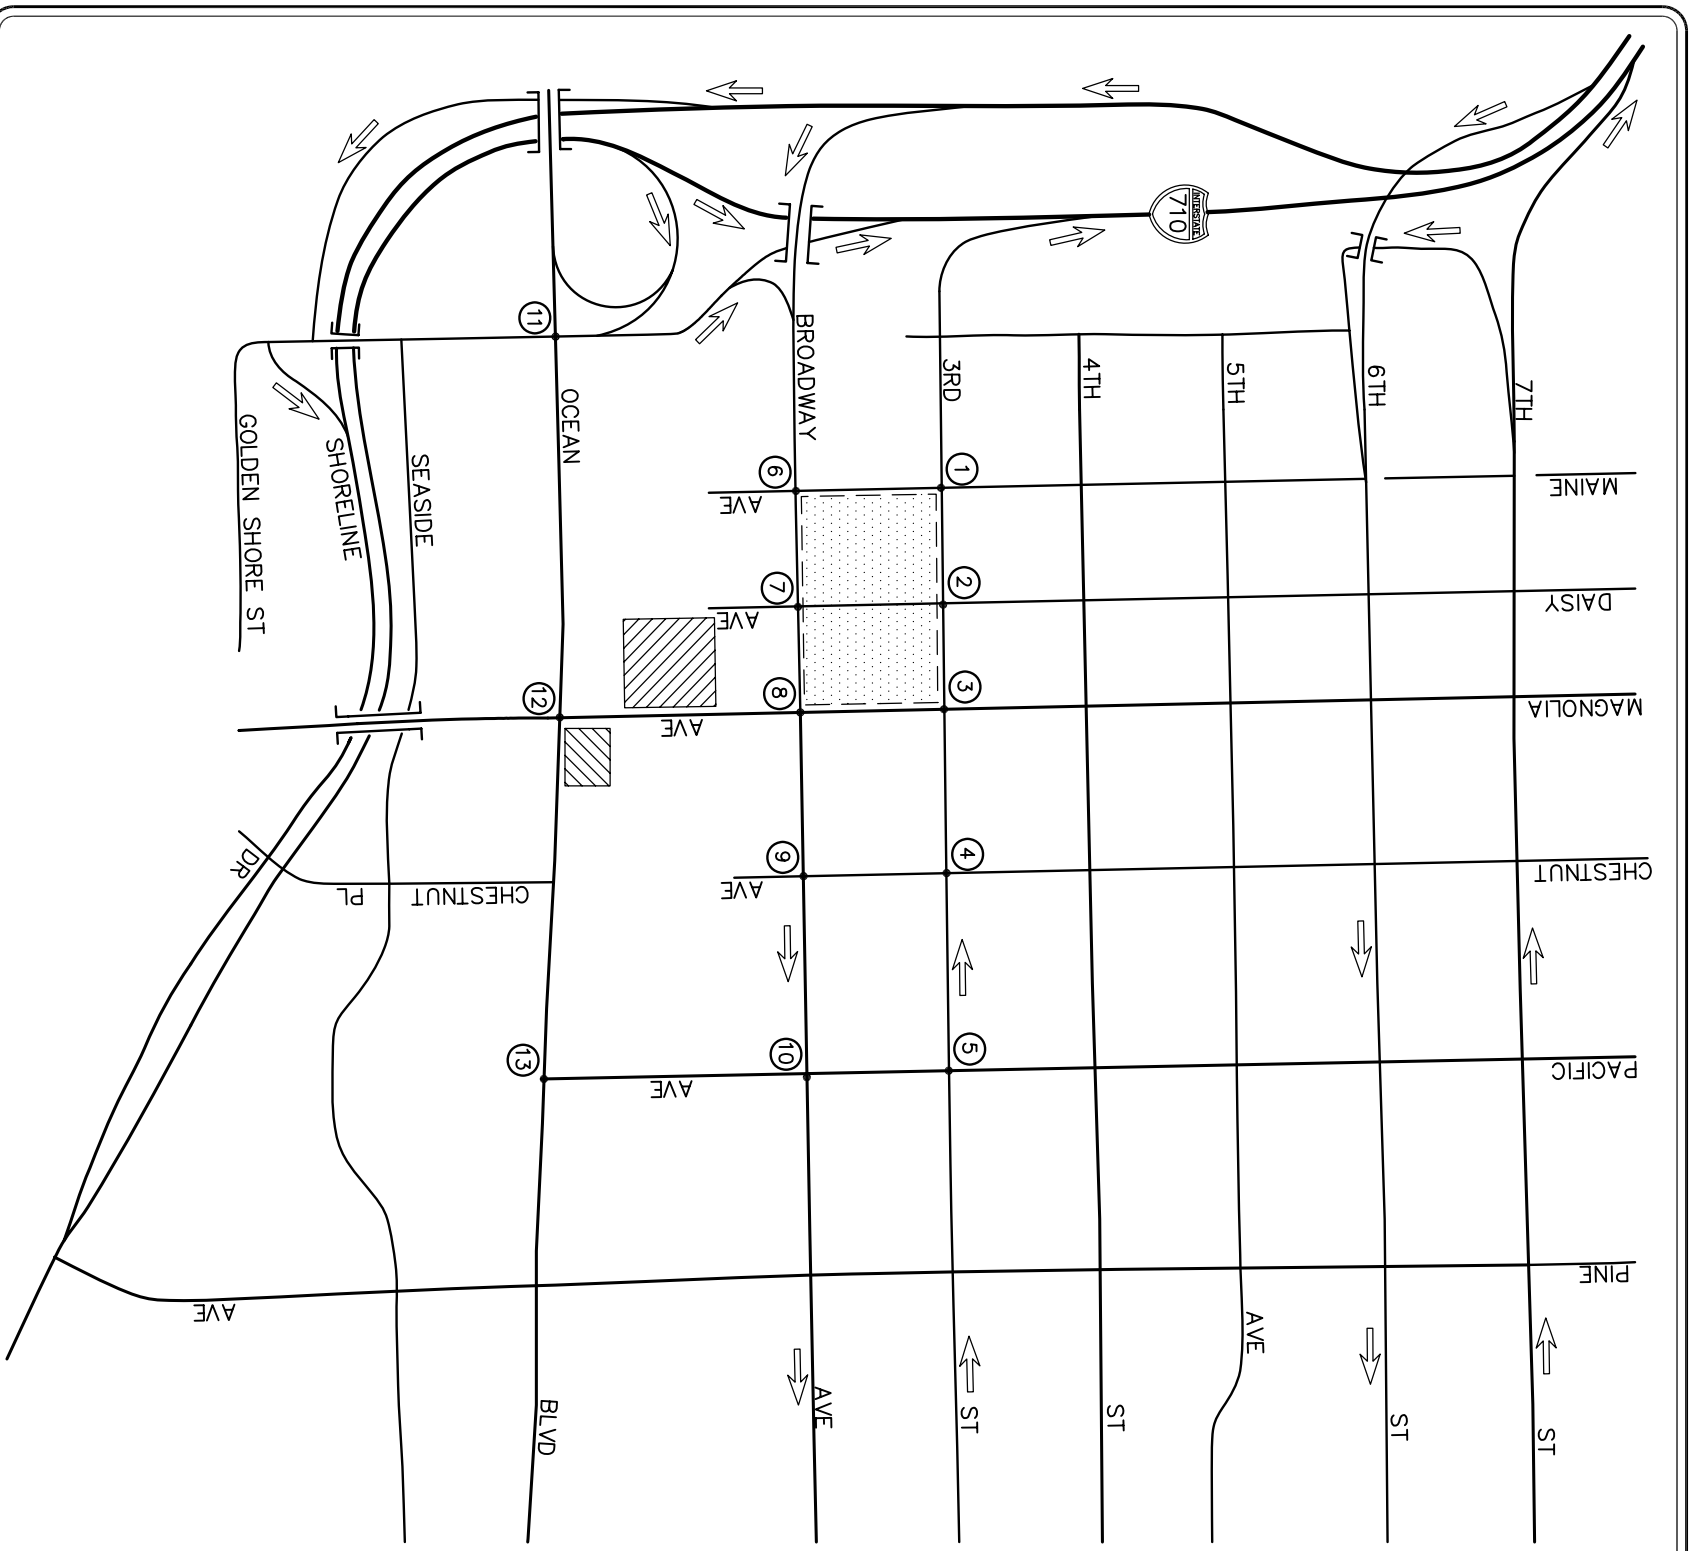 INTERSTATE
710
11
BROADWAY
3RD
4TH
5TH
6TH
7TH
OCEAN
GOLDEN SHORE ST
SHORELINE
SEASIDE
6
1
AVE
MAINE
7
2
AVE
DAISY
12
8
3
AVE
MAGNOLIA
DR
9
4
PL
CHESTNUT
AVE
CHESTNUT
13
10
5
AVE
PACIFIC
AVE
PINE
AVE
BLVD
AVE
ST
ST
ST
ST